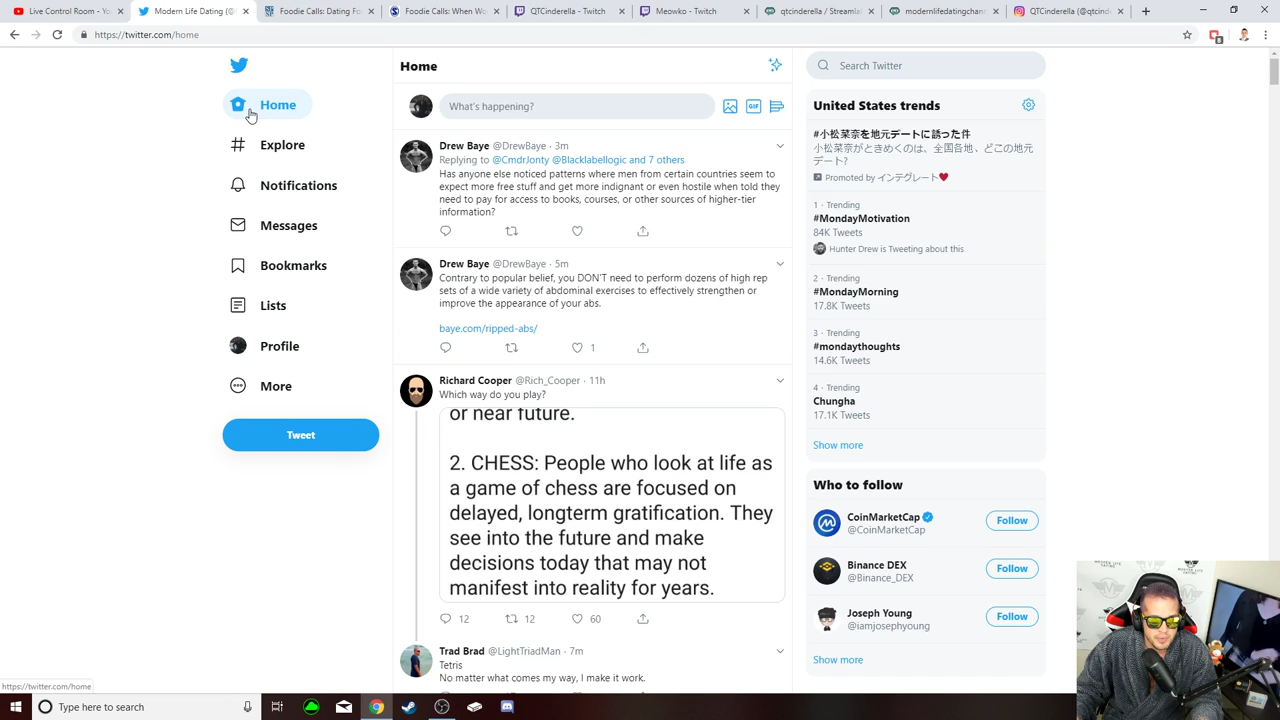 Live Control Room - Y
Modern Life Dating (@
Foodie Calls: Dating Fo
Foodie Calls: When Wo
QTCinderella - Twitch
Meowko - Twitch
qtcinderella / Streamla
modernlifedatingchann
QTCinderella (@qtcind
https://twitter.com/home
Home
Explore
Notifications
Messages
Bookmarks
Lists
Profile
More
Tweet
Home
What's happening?
GIF
Drew Baye @DrewBaye · 3m
Replying to @CmdrJonty @Blacklabellogic and 7 others
Has anyone else noticed patterns where men from certain countries seem to
expect more free stuff and get more indignant or even hostile when told they
need to pay for access to books, courses, or other sources of higher-tier
information?
Drew Baye @DrewBaye · 5m
Contrary to popular belief, you DON'T need to perform dozens of high rep
sets of a wide variety of abdominal exercises to effectively strengthen or
improve the appearance of your abs.
baye.com/ripped-abs/
1
Richard Cooper @Rich_Cooper · 11h
Which way do you play?
or near future.
2. CHESS: People who look at life as
a game of chess are focused on
delayed, longterm gratification. They
see into the future and make
decisions today that may not
manifest into reality for years.
12 12 60
Trad Brad @LightTriadMan · 7m
Tetris
No matter what comes my way, I make it work.
Search Twitter
United States trends
#小松菜奈を地元デートに誘った件
小松菜奈がときめくのは、全国各地、どこの地元
デート?
Promoted by インテグレート♥
1 · Trending
#MondayMotivation
84K Tweets
Hunter Drew is Tweeting about this
2 · Trending
#MondayMorning
17.8K Tweets
3 · Trending
#mondaythoughts
14.6K Tweets
4 · Trending
Chungha
17.1K Tweets
Show more
Who to follow
CoinMarketCap
@CoinMarketCap
Follow
Binance DEX
@Binance_DEX
Follow
Joseph Young
@iamjosephyoung
Follow
Show more
https://twitter.com/home
Type here to search